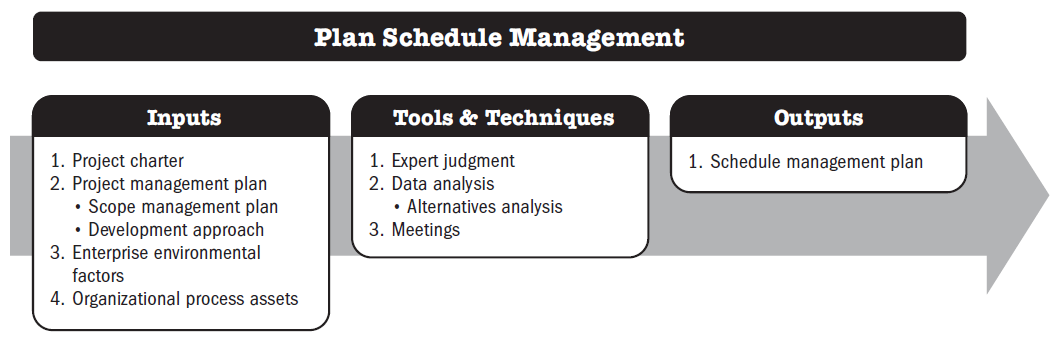 Plan Schedule Management
Inputs
1. Project charter
2. Project management plan
• Scope management plan
• Development approach
3. Enterprise environmental
factors
4. Organizational process assets
Tools & Techniques
1. Expert judgment
2. Data analysis
• Alternatives analysis
3. Meetings
Outputs
1. Schedule management plan